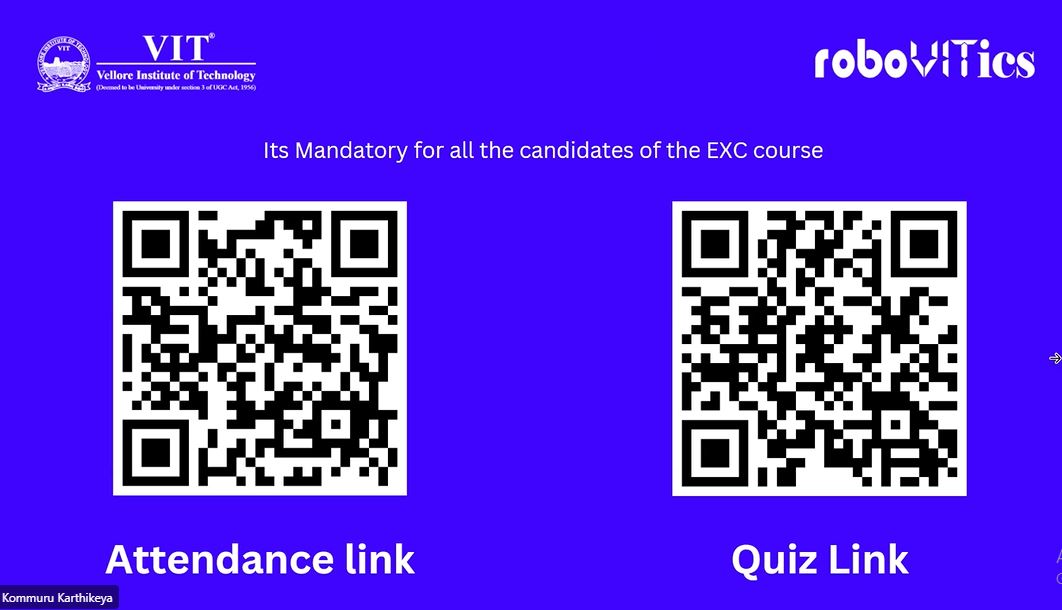 VIT®
Vellore Institute of Technology
(Deemed to be University under section 3 of UGC Act, 1956)
VIT
roboVITics
Its Mandatory for all the candidates of the EXC course
Attendance link
Quiz Link
Kommuru Karthikeya